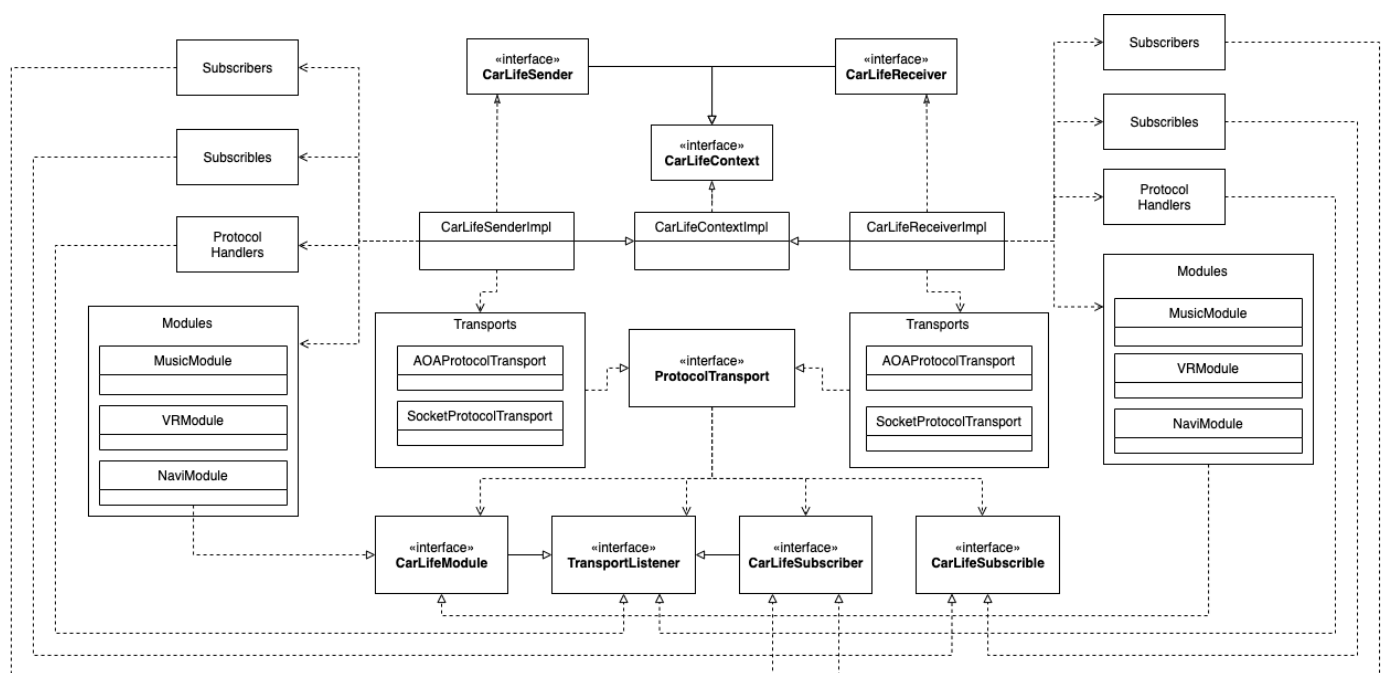 Subscribers
«interface»
CarLifeSender
«interface»
CarLifeReceiver
Subscribers
Subscribles
«interface»
CarLifeContext
Subscribles
Protocol
Handlers
CarLifeSenderImpl
CarLifeContextImpl
CarLifeReceiverImpl
Protocol
Handlers
Modules
MusicModule
VRModule
NaviModule
Transports
AOAProtocolTransport
SocketProtocolTransport
«interface»
ProtocolTransport
Transports
AOAProtocolTransport
SocketProtocolTransport
Modules
MusicModule
VRModule
NaviModule
«interface»
CarLifeModule
«interface»
TransportListener
«interface»
CarLifeSubscriber
«interface»
CarLifeSubscrible